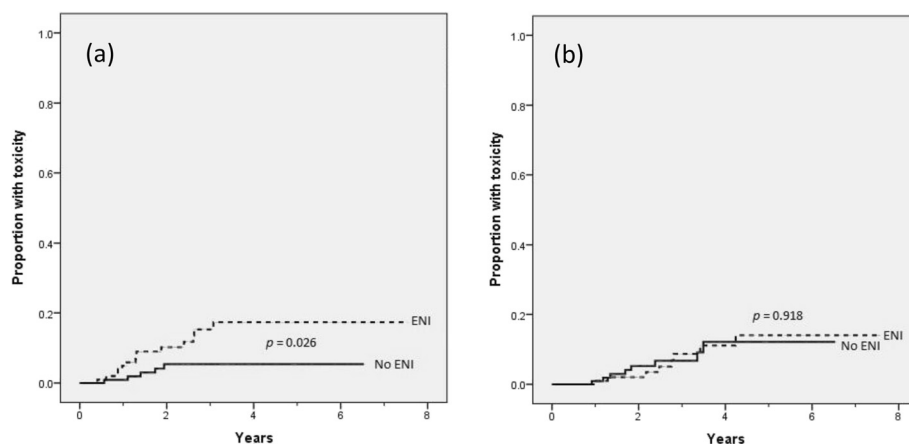 (a)
Proportion with toxicity
1.0
0.8
0.6
0.4
0.2
0.0
ENI
p = 0.026
No ENI
0 2 4 6 8
Years
(b)
Proportion with toxicity
1.0
0.8
0.6
0.4
0.2
0.0
p = 0.918
ENI
No ENI
0 2 4 6 8
Years